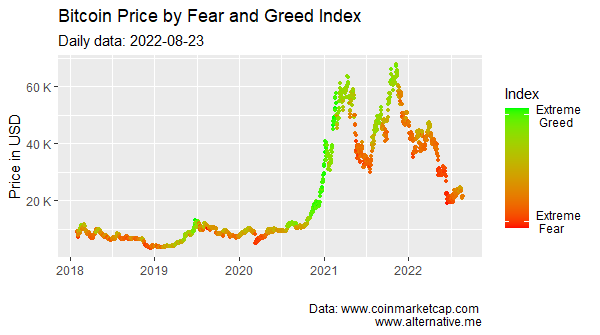 Bitcoin Price by Fear and Greed Index
Daily data: 2022-08-23
Price in USD
60 K
40 K
20 K
2018
2019
2020
2021
2022
Index
Extreme
Greed
Extreme
Fear
Data: www.coinmarketcap.com
www.alternative.me